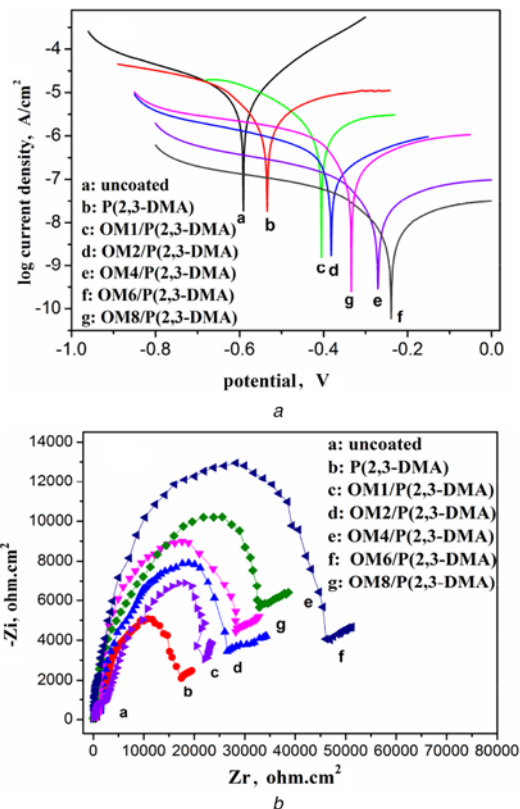 log current density, A/cm²
-4
-5
-6
-7
-8
-9
-10
a: uncoated
b: P(2,3-DMA)
c: OM1/P(2,3-DMA)
d: OM2/P(2,3-DMA)
e: OM4/P(2,3-DMA)
f: OM6/P(2,3-DMA)
g: OM8/P(2,3-DMA)
a b c d g e f
-1.0 -0.8 -0.6 -0.4 -0.2 0.0
potential, V
a
-Zi, ohm.cm²
14000
12000
10000
8000
6000
4000
2000
0
a: uncoated
b: P(2,3-DMA)
c: OM1/P(2,3-DMA)
d: OM2/P(2,3-DMA)
e: OM4/P(2,3-DMA)
f: OM6/P(2,3-DMA)
g: OM8/P(2,3-DMA)
a b c d g e f
0 10000 20000 30000 40000 50000 60000 70000 80000
Zr, ohm.cm²
b